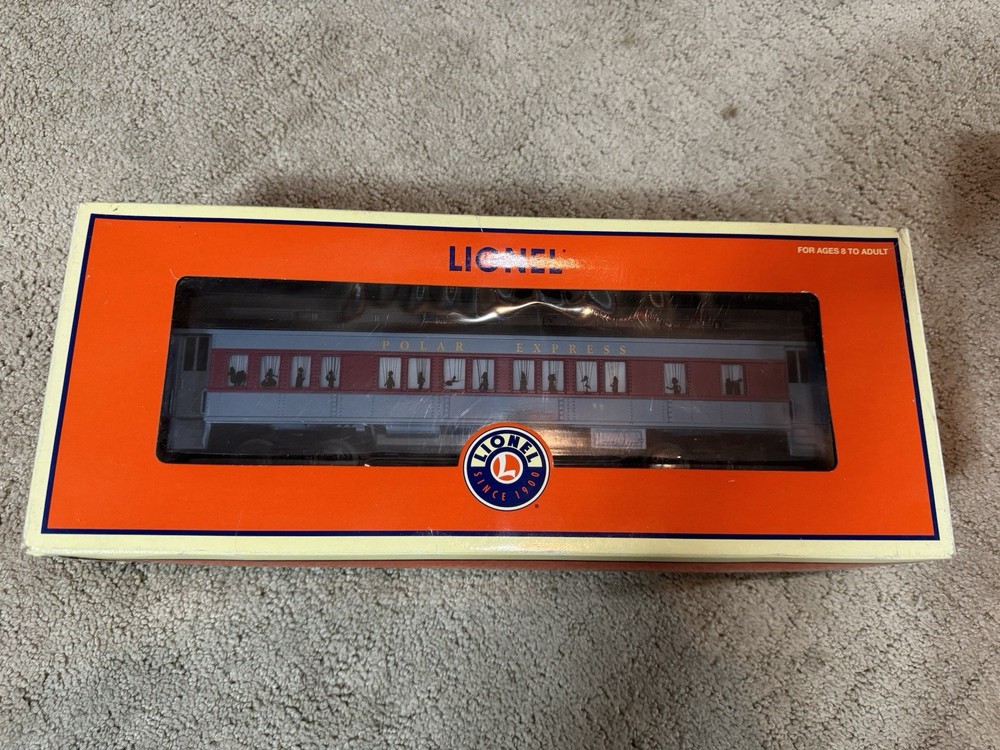 LIONEL
FOR AGES 8 TO ADULT
POLAR EXPRESS
LIONEL
L
SINCE 1900